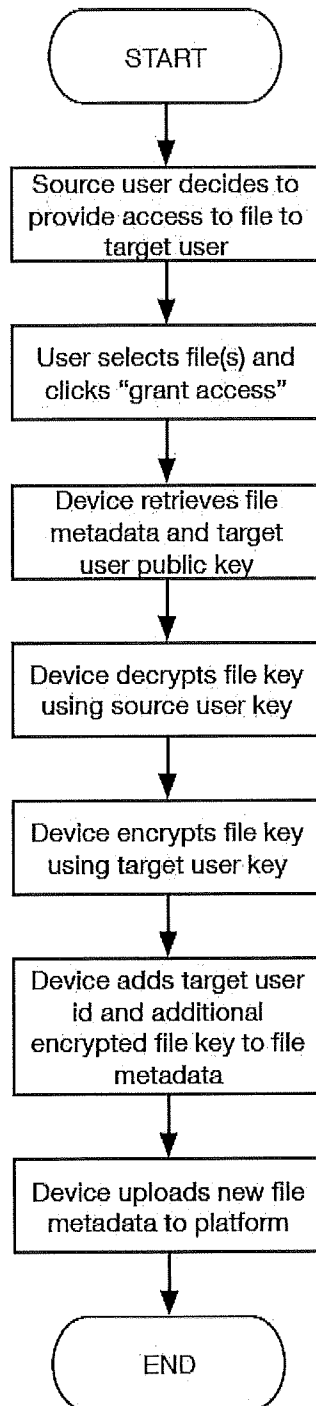 START
Source user decides to
provide access to file to
target user
User selects file(s) and
clicks “grant access”
Device retrieves file
metadata and target
user public key
Device decrypts file key
using source user key
Device encrypts file key
using target user key
Device adds target user
id and additional
encrypted file key to file
metadata
Device uploads new file
metadata to platform
END